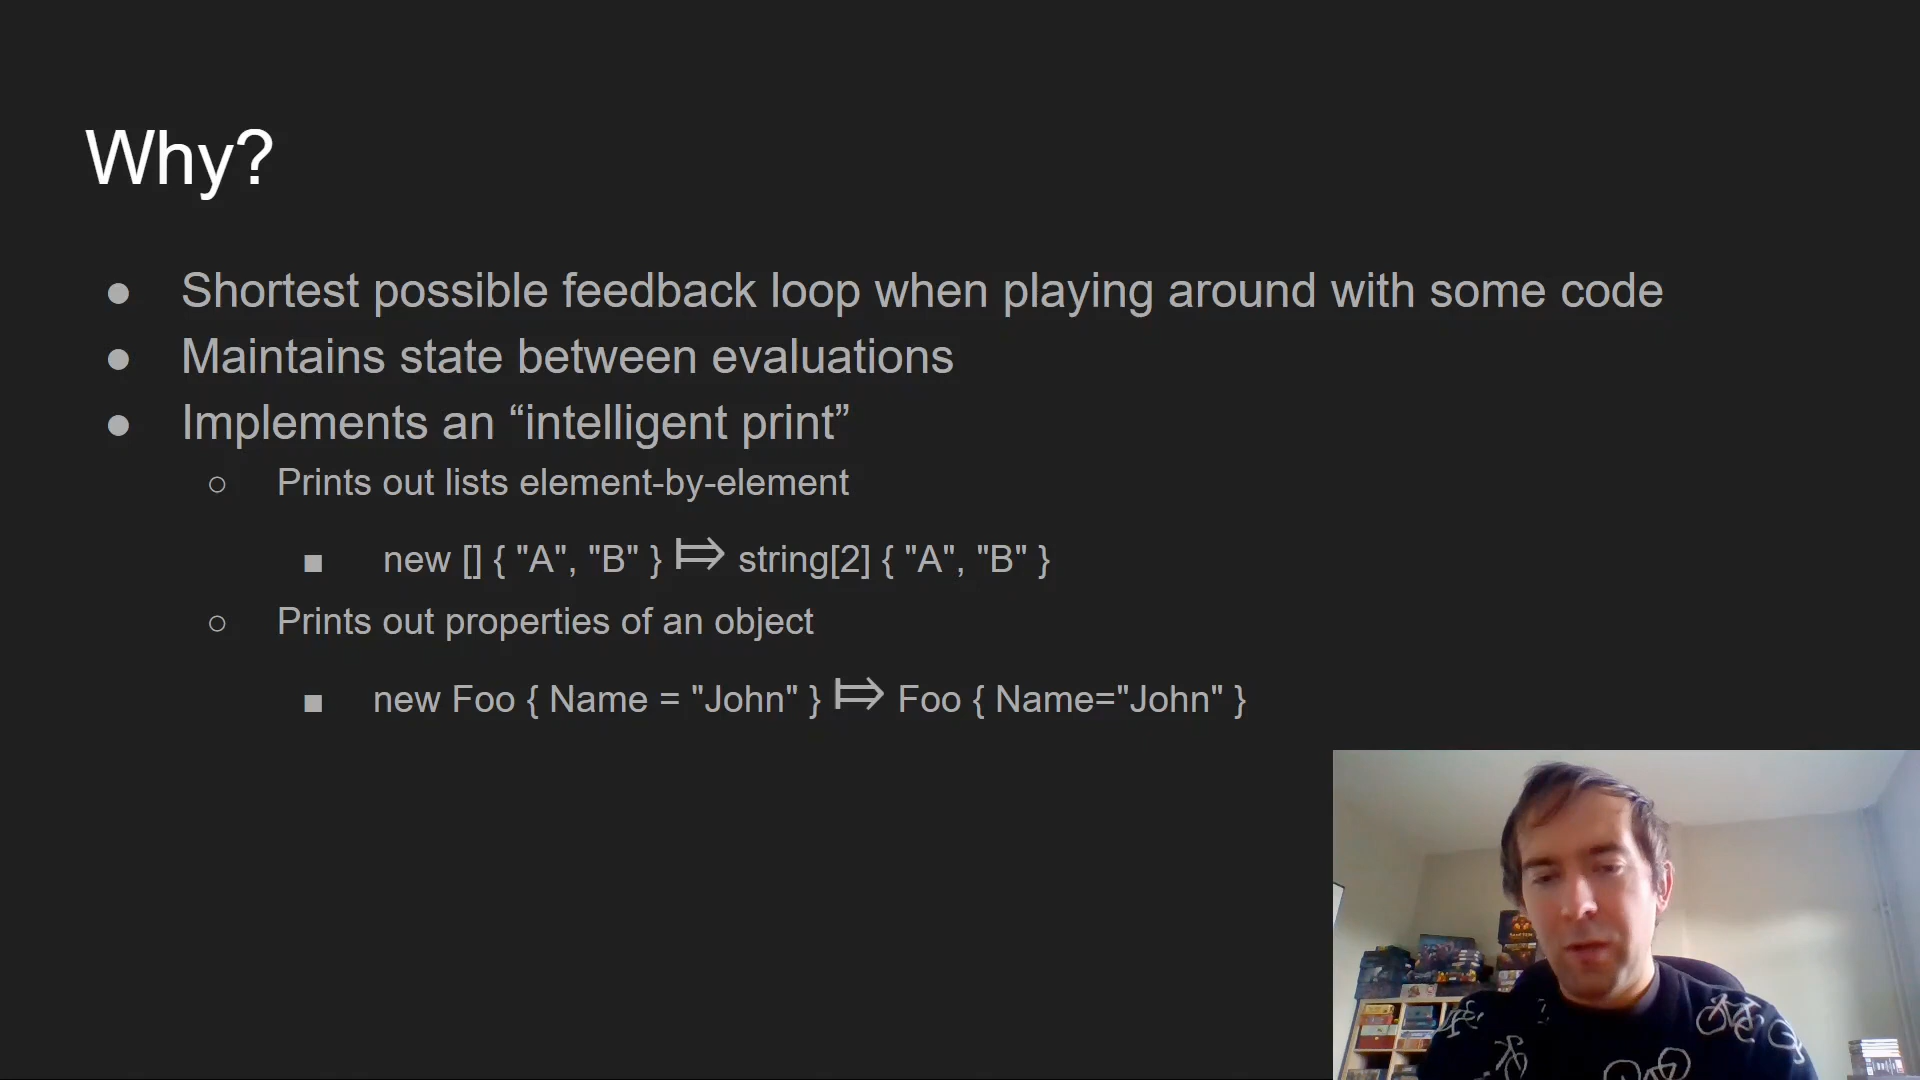 Why?
● Shortest possible feedback loop when playing around with some code
● Maintains state between evaluations
● Implements an “intelligent print”
○ Prints out lists element-by-element
■ new [] { "A", "B" } ⤇ string[2] { "A", "B" }
○ Prints out properties of an object
■ new Foo { Name = "John" } ⤇ Foo { Name="John" }